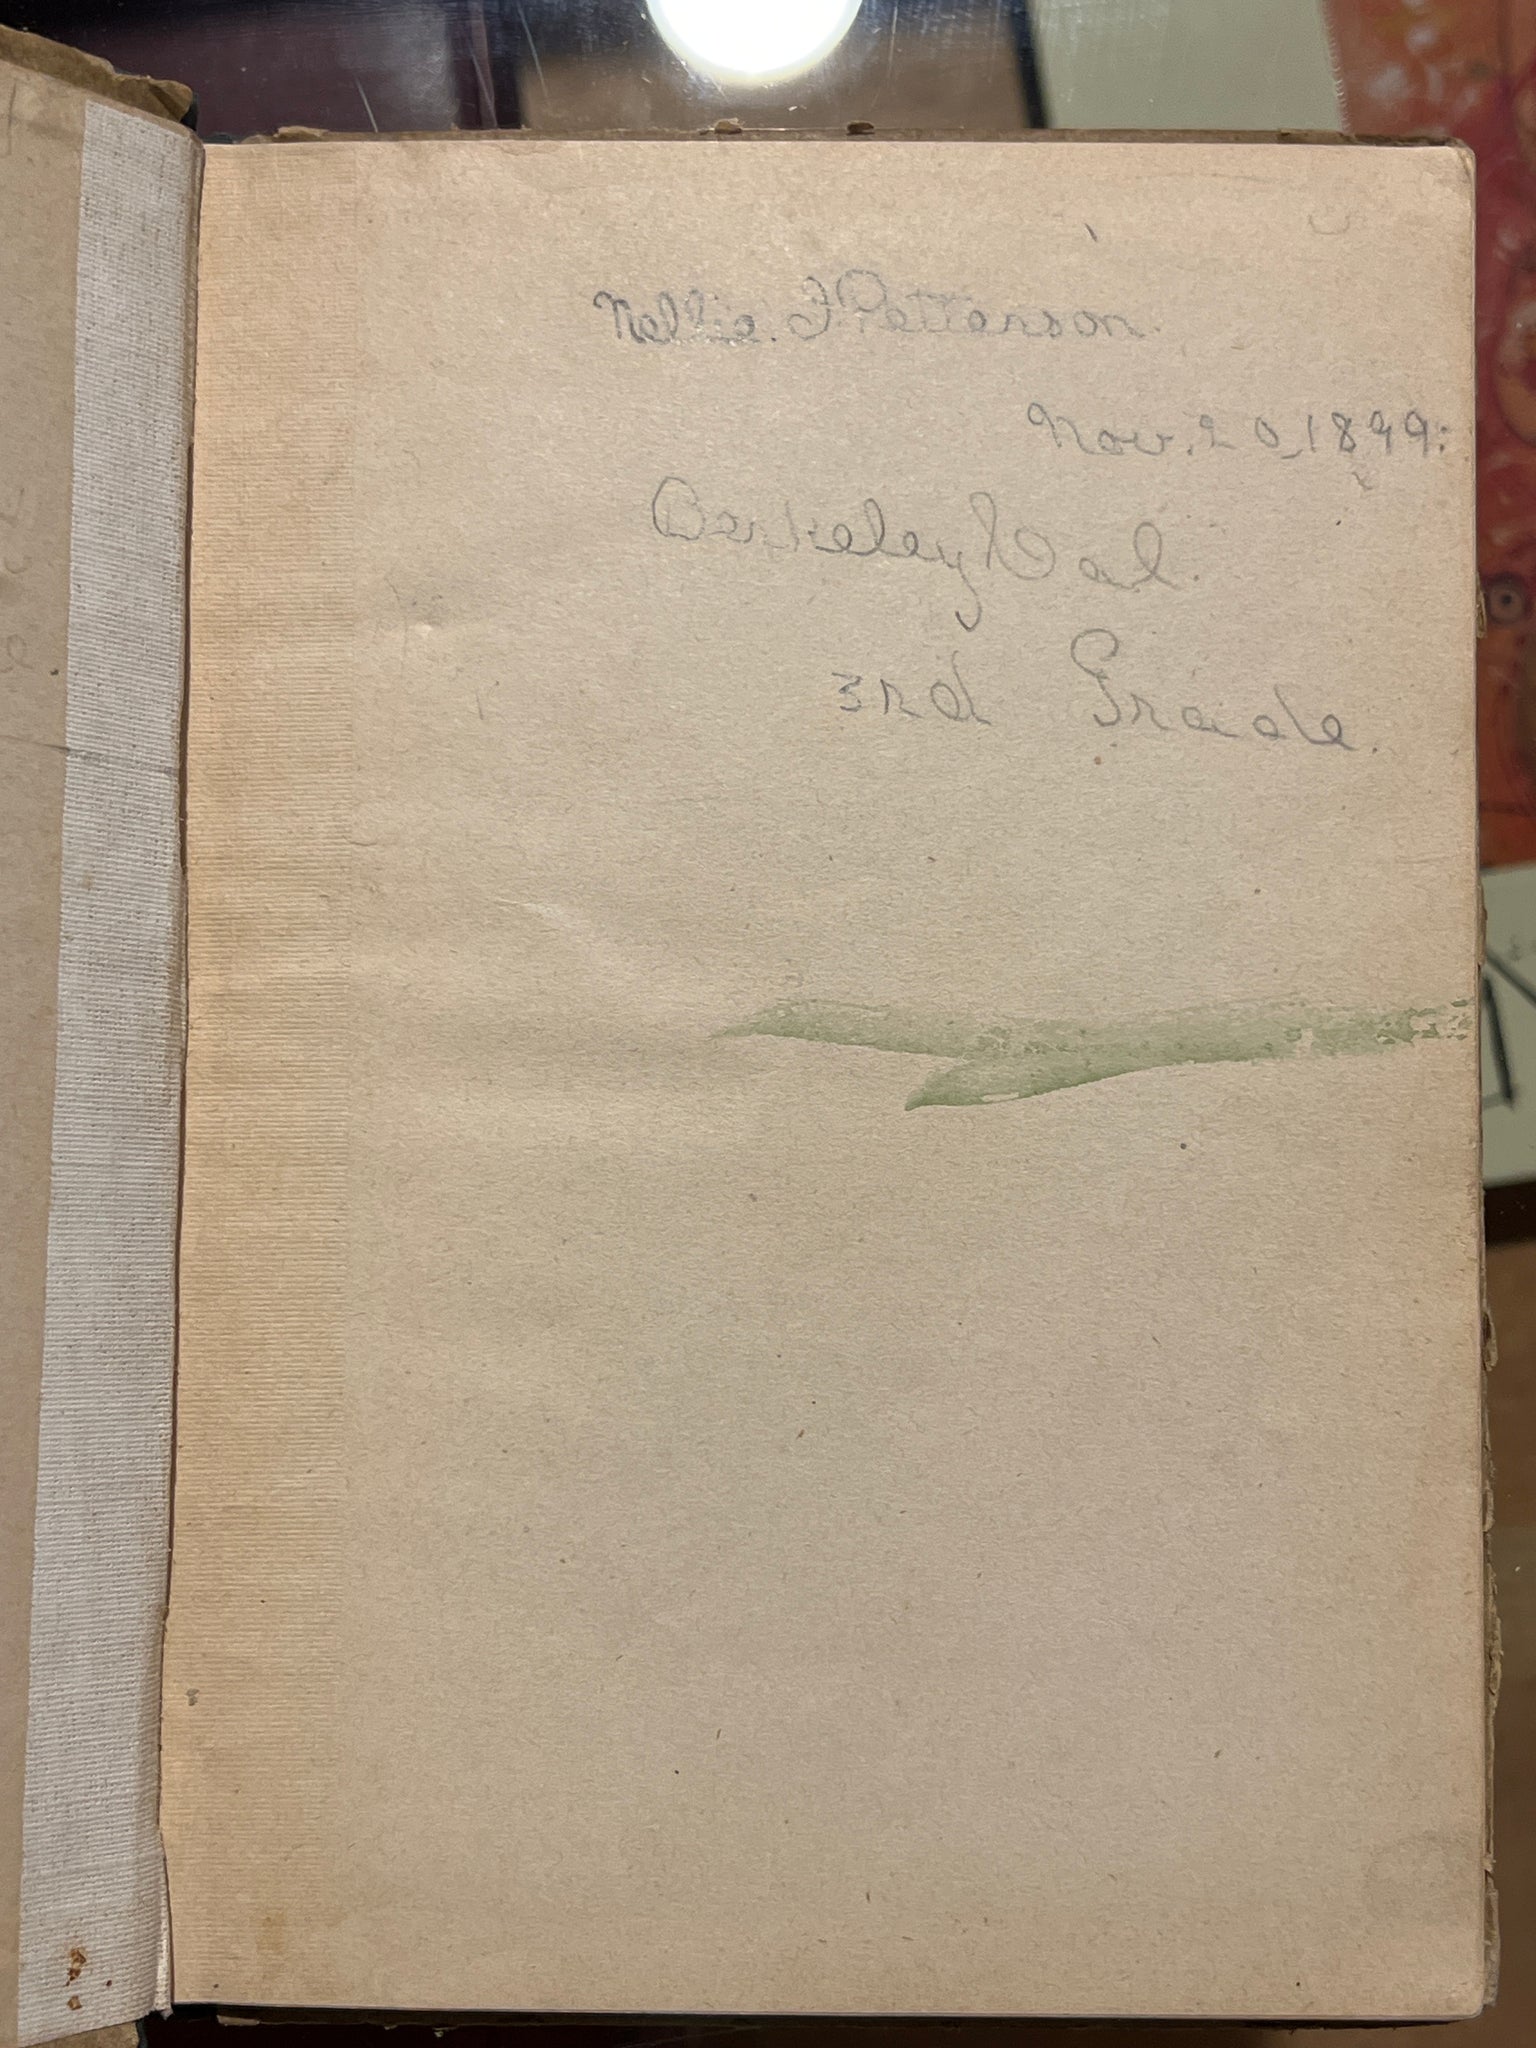 Nellie. F Petterson.
Nov. 20, 1899:
Berkeley Cal.
3rd Grade.